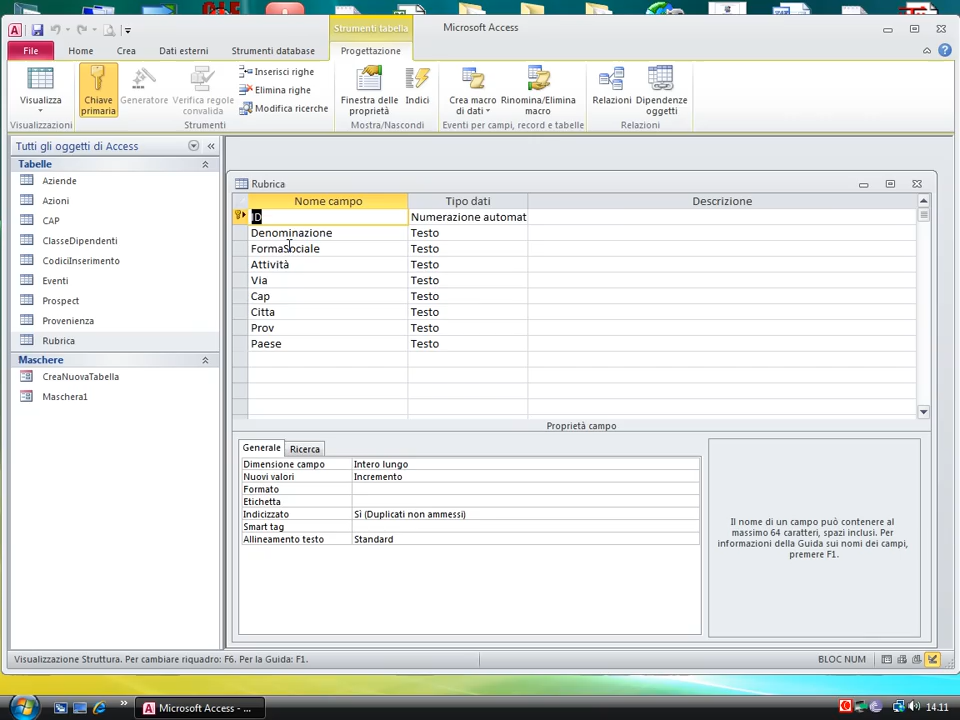 Strumenti tabella
Microsoft Access
File
Home
Crea
Dati esterni
Strumenti database
Progettazione
Visualizza
Chiave primaria
Generatore
Verifica regole convalida
Inserisci righe
Elimina righe
Modifica ricerche
Finestra delle proprietà
Indici
Crea macro di dati
Rinomina/Elimina macro
Relazioni
Dipendenze oggetti
Visualizzazioni
Strumenti
Mostra/Nascondi
Eventi per campi, record e tabelle
Relazioni
Tutti gli oggetti di Access
Tabelle
Aziende
Azioni
CAP
ClasseDipendenti
CodiciInserimento
Eventi
Prospect
Provenienza
Rubrica
Maschere
CreaNuovaTabella
Maschera1
Rubrica
Nome campo Tipo dati Descrizione
ID Numerazione automat
Denominazione Testo
FormaSociale Testo
Attività Testo
Via Testo
Cap Testo
Citta Testo
Prov Testo
Paese Testo
Proprietà campo
Generale Ricerca
Dimensione campo Intero lungo
Nuovi valori Incremento
Formato
Etichetta
Indicizzato Sì (Duplicati non ammessi)
Smart tag
Allineamento testo Standard
Il nome di un campo può contenere al
massimo 64 caratteri, spazi inclusi. Per
informazioni della Guida sui nomi dei campi,
premere F1.
Visualizzazione Struttura. Per cambiare riquadro: F6. Per la Guida: F1.
BLOC NUM
Microsoft Access - ...
14.11